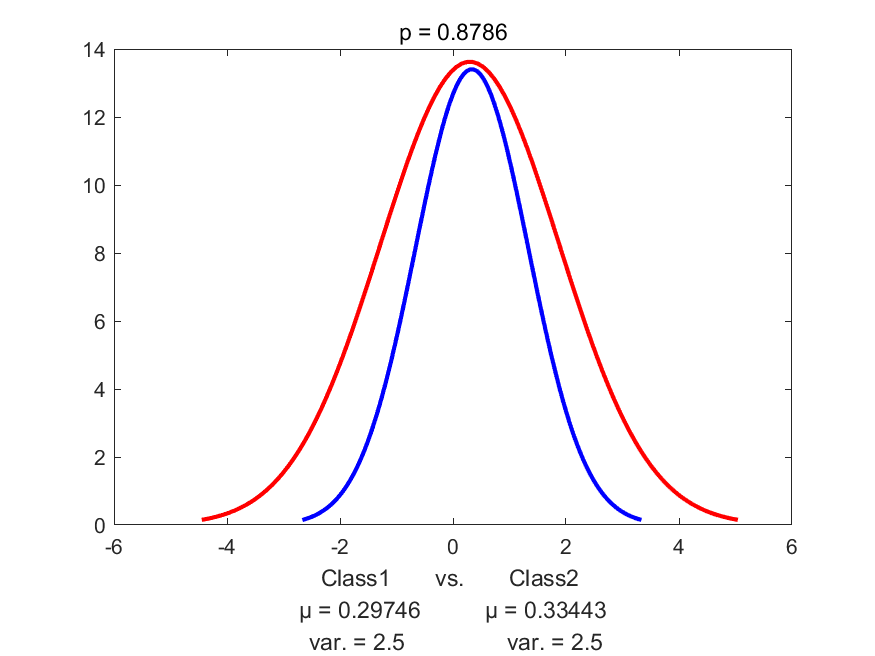 p = 0.8786
14
12
10
8
6
4
2
0
-6 -4 -2 0 2 4 6
Class1 vs. Class2
μ = 0.29746 μ = 0.33443
var. = 2.5 var. = 2.5